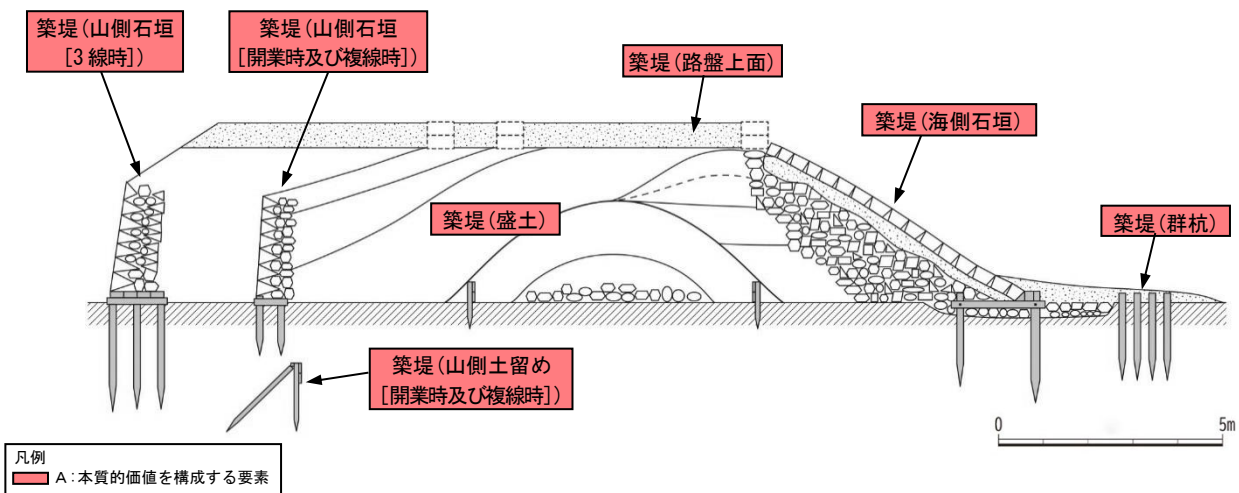 築堤(山側石垣
[3 線時])
築堤(山側石垣
[開業時及び複線時])
築堤(路盤上面)
築堤(海側石垣)
築堤(盛土)
築堤(群杭)
築堤(山側土留め
[開業時及び複線時])
0
5m
凡例
A:本質的価値を構成する要素